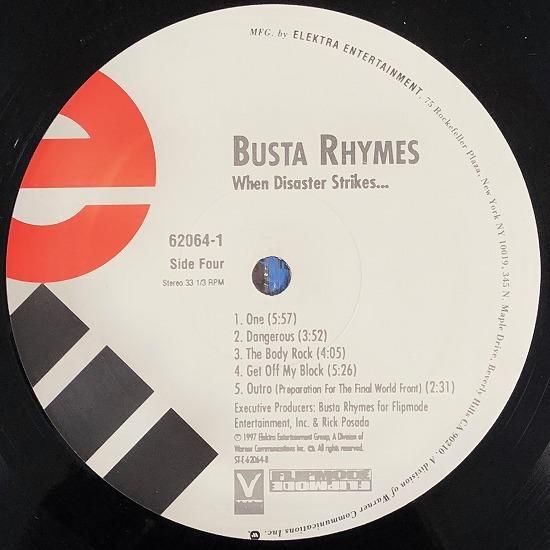 MFG. by ELEKTRA ENTERTAINMENT, 75 Rockefeller Plaza, New York NY 10019, 345 N. Maple Drive, Beverly Hills CA 90210. A division of Warner Communications Inc.
e
BUSTA RHYMES
When Disaster Strikes...
62064-1
Side Four
Stereo 33 1/3 RPM
1. One (5:57)
2. Dangerous (3:52)
3. The Body Rock (4:05)
4. Get Off My Block (5:26)
5. Outro (Preparation For The Final World Front) (2:31)
Executive Producers: Busta Rhymes for Flipmode
Entertainment, Inc. & Rick Posada
© 1997 Elektra Entertainment Group, A Division of
Warner Communications Inc. ℗. All rights reserved.
ST-E-62064-B
FLIPMODE
FLIPMODE